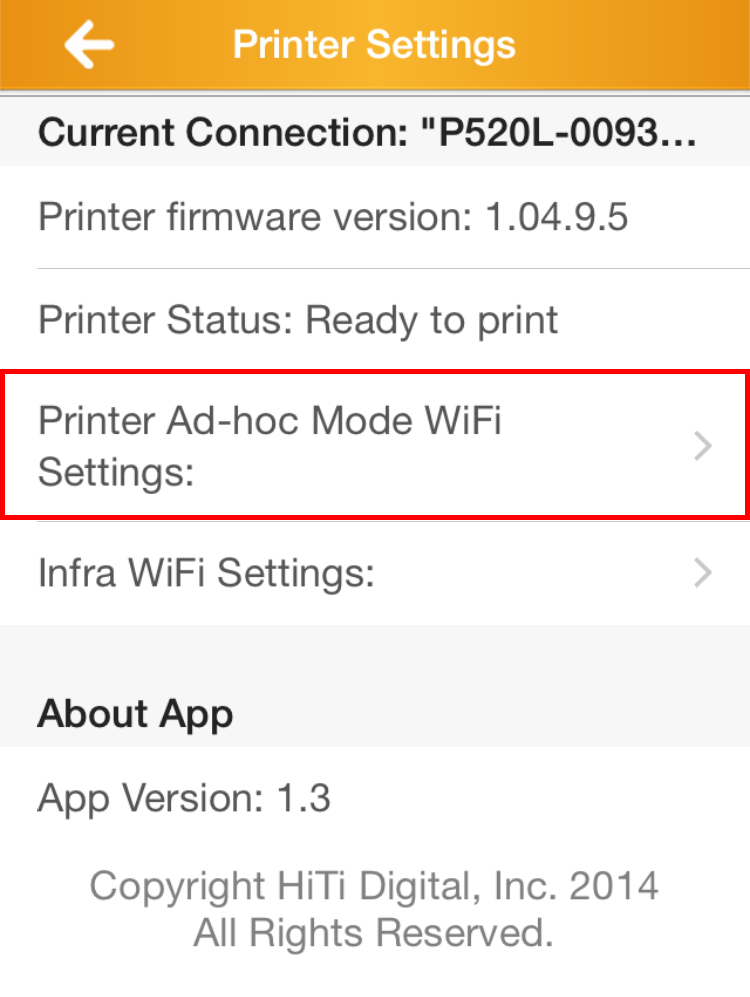 Printer Settings
Current Connection: "P520L-0093...
Printer firmware version: 1.04.9.5
Printer Status: Ready to print
Printer Ad-hoc Mode WiFi
Settings:
Infra WiFi Settings:
About App
App Version: 1.3
Copyright HiTi Digital, Inc. 2014
All Rights Reserved.